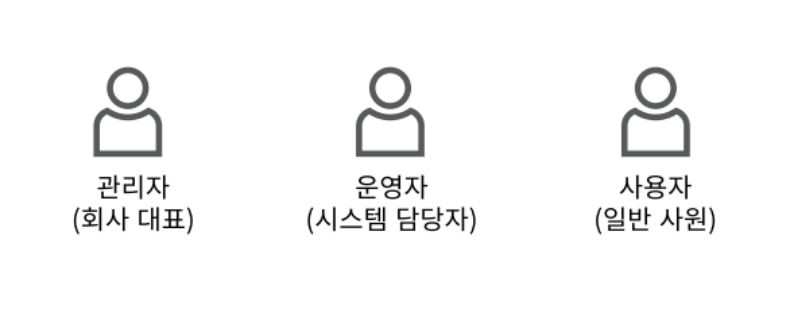 관리자
(회사 대표)
운영자
(시스템 담당자)
사용자
(일반 사원)